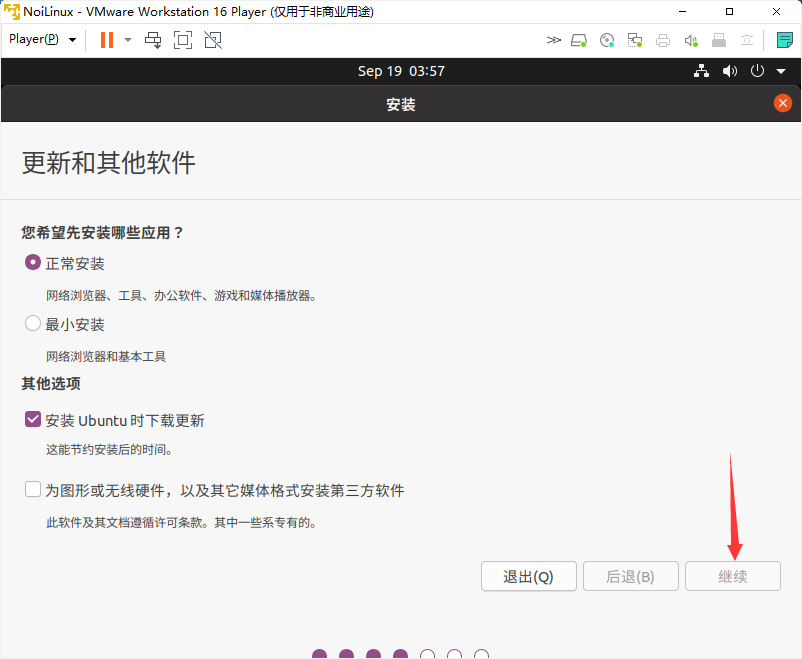 NoiLinux - VMware Workstation 16 Player (仅用于非商业用途)
Player(P)
Sep 19 03:57
安装
更新和其他软件
您希望先安装哪些应用？
正常安装
网络浏览器、工具、办公软件、游戏和媒体播放器。
最小安装
网络浏览器和基本工具
其他选项
安装 Ubuntu 时下载更新
这能节约安装后的时间。
为图形或无线硬件，以及其它媒体格式安装第三方软件
此软件及其文档遵循许可条款。其中一些系专有的。
退出(Q) 后退(B) 继续